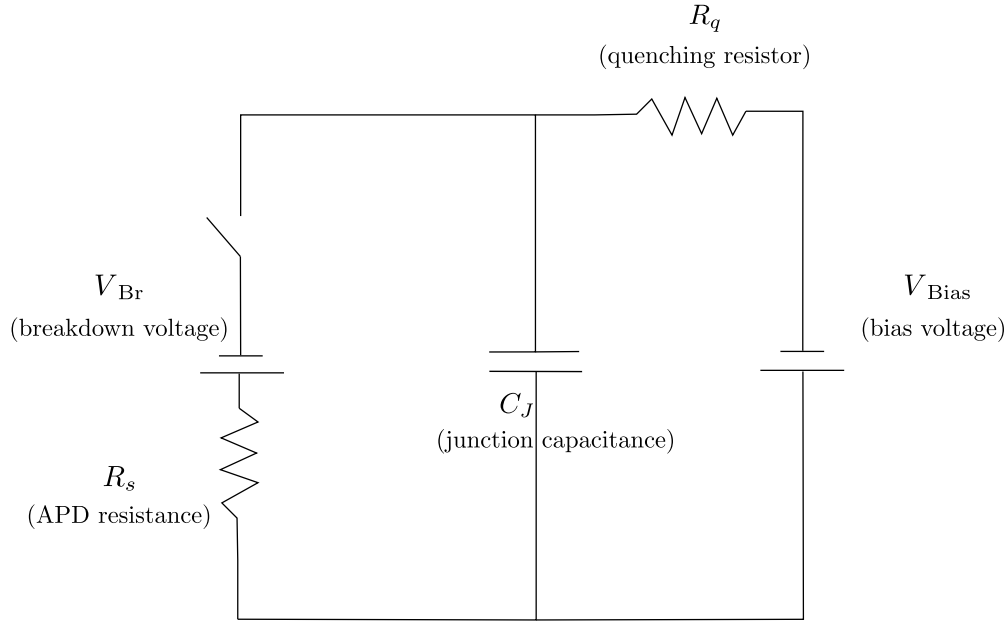 R_q
(quenching resistor)
V_Br
(breakdown voltage)
V_Bias
(bias voltage)
C_J
(junction capacitance)
R_s
(APD resistance)